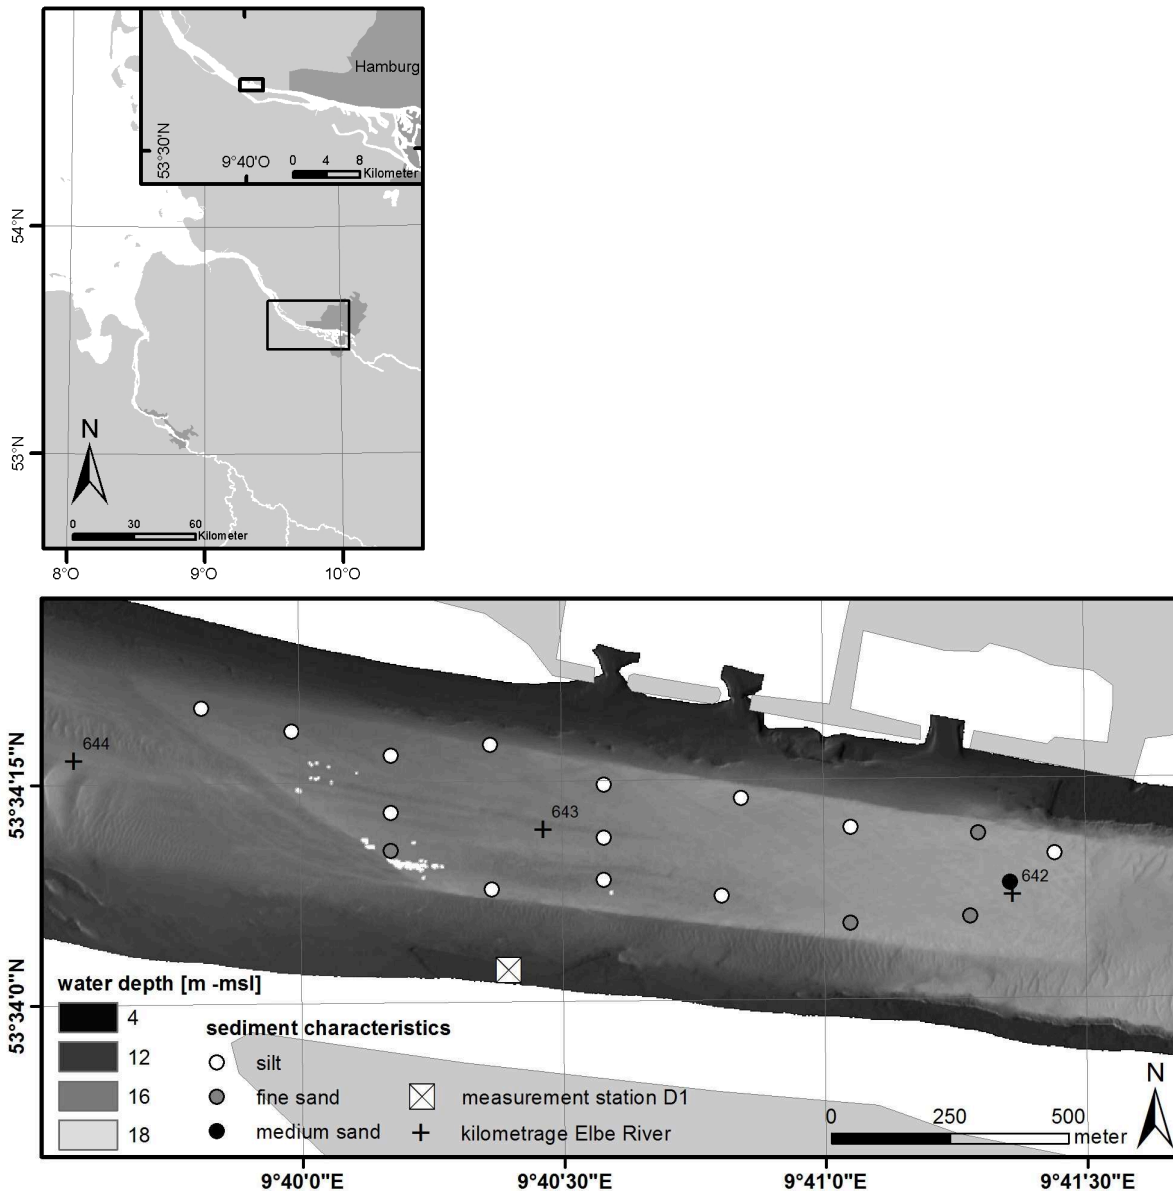 Hamburg
53°30'N
9°40'O
0 4 8
Kilometer
54°N
53°N
N
0 30 60
Kilometer
8°O 9°O 10°O
644
643
642
53°34'15"N
53°34'0"N
water depth [m -msl]
4
12
16
18
sediment characteristics
silt
fine sand
medium sand
measurement station D1
kilometrage Elbe River
N
0 250 500
meter
9°40'0"E 9°40'30"E 9°41'0"E 9°41'30"E